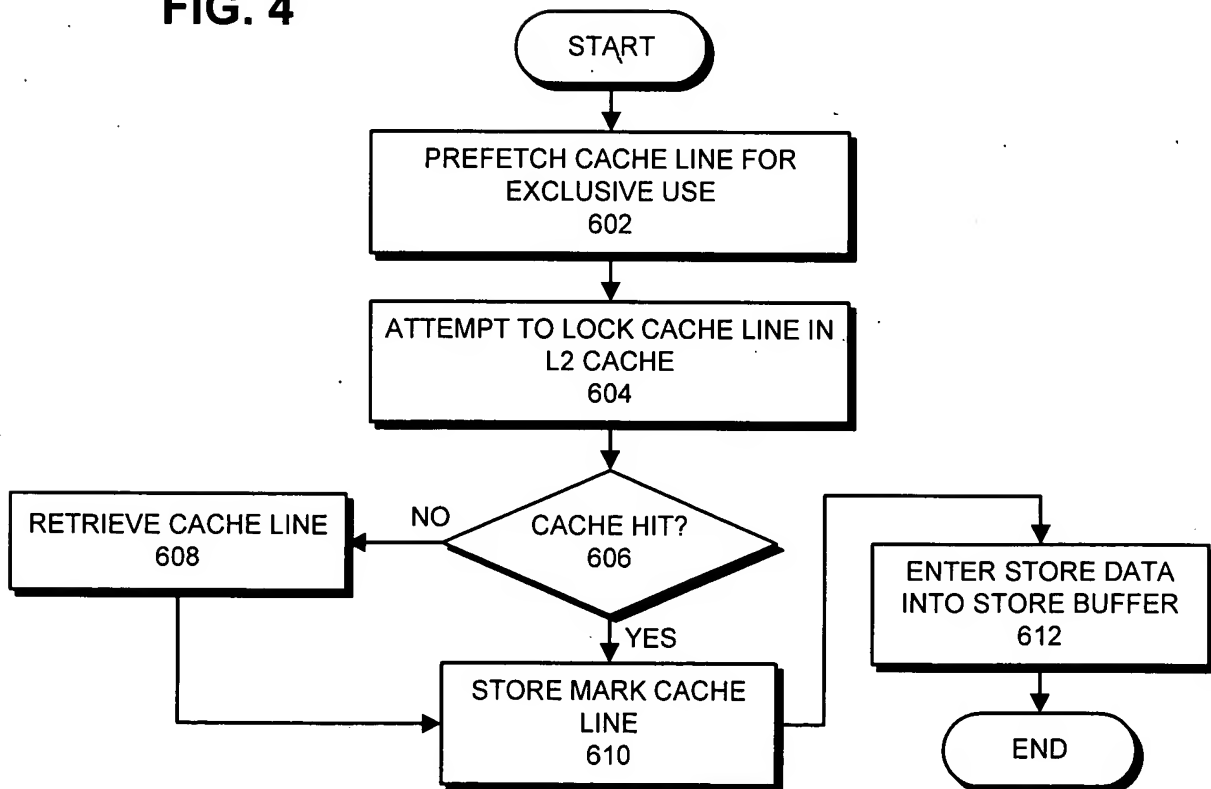 FIG. 4
START
PREFETCH CACHE LINE FOR
EXCLUSIVE USE
602
ATTEMPT TO LOCK CACHE LINE IN
L2 CACHE
604
CACHE HIT?
606
NO
RETRIEVE CACHE LINE
608
YES
STORE MARK CACHE
LINE
610
ENTER STORE DATA
INTO STORE BUFFER
612
END